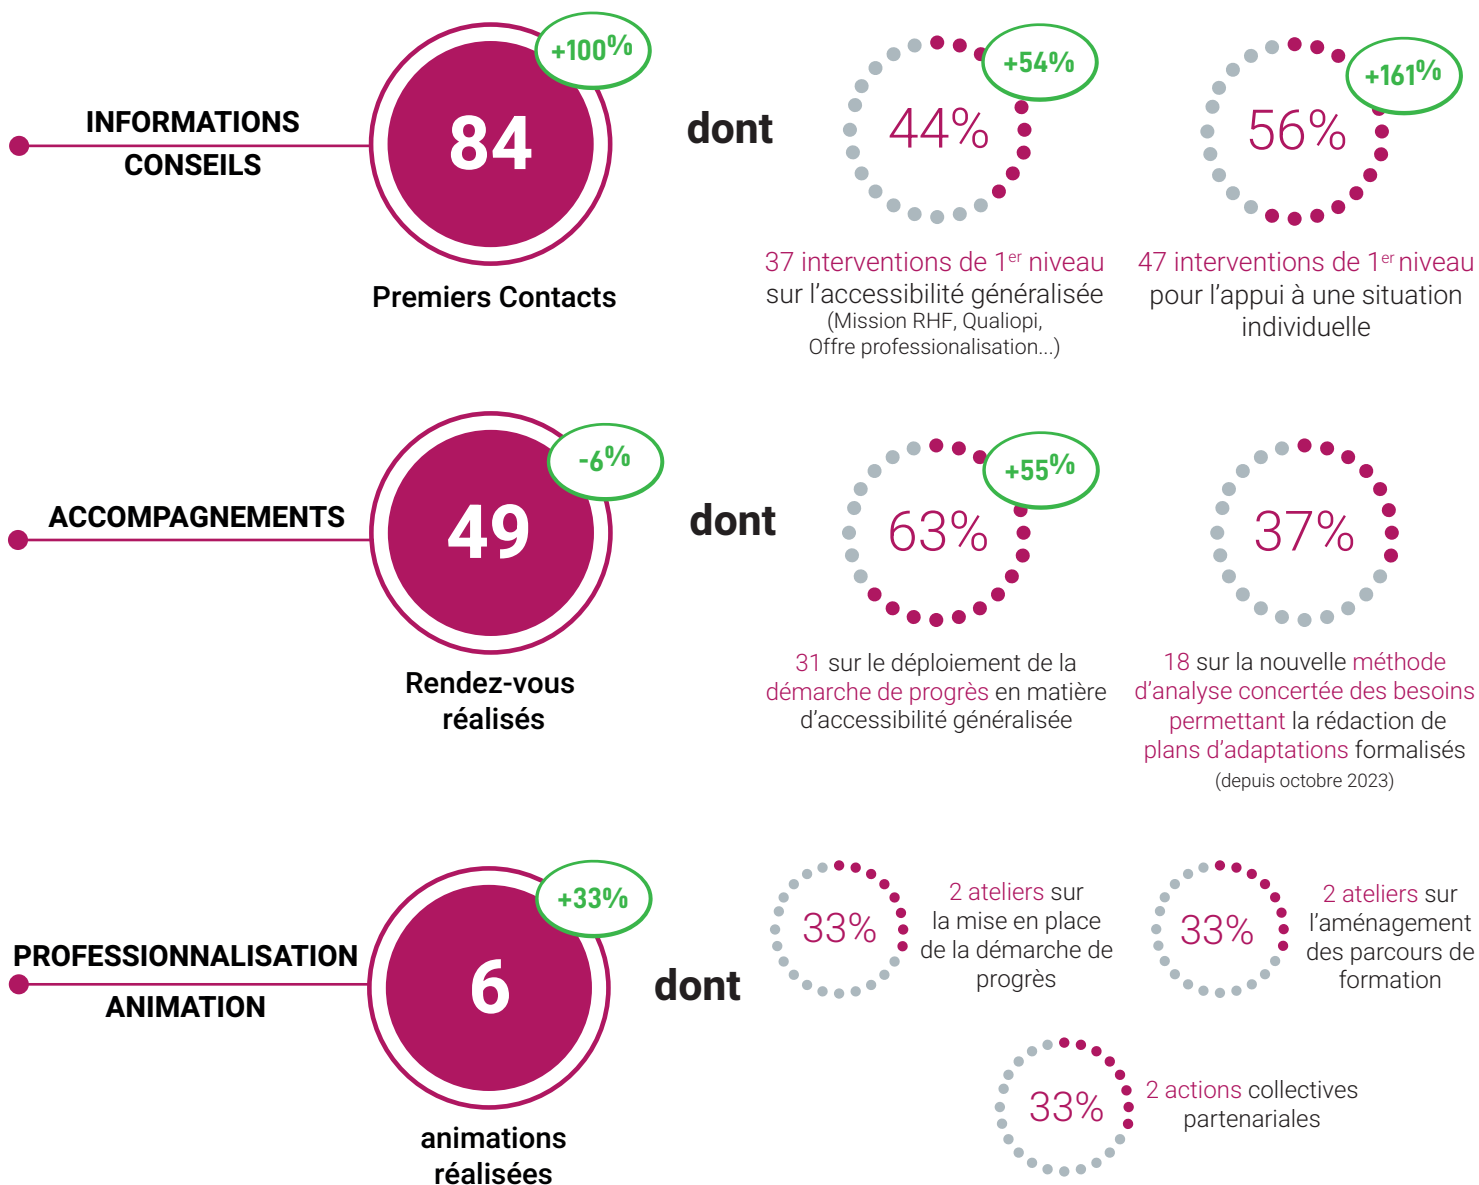 INFORMATIONS
CONSEILS
84
+100%
Premiers Contacts
dont
44%
+54%
37 interventions de 1er niveau
sur l'accessibilité généralisée
(Mission RHF, Qualiopi,
Offre professionalisation...)
56%
+161%
47 interventions de 1er niveau
pour l'appui à une situation
individuelle
ACCOMPAGNEMENTS
49
-6%
Rendez-vous
réalisés
dont
63%
+55%
31 sur le déploiement de la
démarche de progrès en matière
d'accessibilité généralisée
37%
18 sur la nouvelle méthode
d'analyse concertée des besoins
permettant la rédaction de
plans d'adaptations formalisés
(depuis octobre 2023)
PROFESSIONNALISATION
ANIMATION
6
+33%
animations
réalisées
dont
33%
2 ateliers sur
la mise en place
de la démarche de
progrès
33%
2 ateliers sur
l'aménagement
des parcours de
formation
33%
2 actions collectives
partenariales